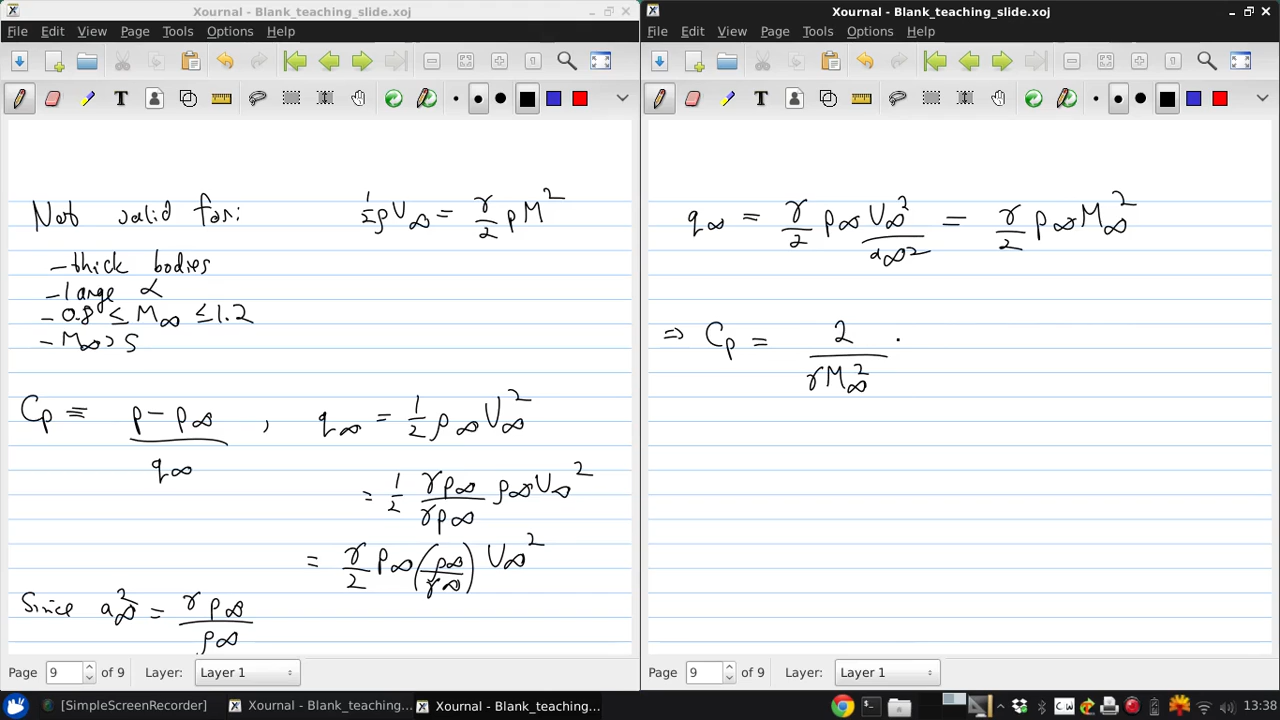 Xournal - Blank_teaching_slide.xoj
File Edit View Page Tools Options Help
Not valid for: ½ρV∞ = γ/2 pM²
- thick bodies
- large α
- 0.8 ≤ M∞ ≤ 1.2
- M∞ > 5
Cp ≡ (p - p∞)/q∞ , q∞ = 1/2 ρ∞ V∞²
= 1/2 γp∞/γp∞ ρ∞V∞²
= γ/2 p∞ (ρ∞/γ∞) V∞²
Since a∞² = γp∞/ρ∞
Page 9 of 9 Layer: Layer 1
Xournal - Blank_teaching_slide.xoj
File Edit View Page Tools Options Help
q∞ = γ/2 p∞ V∞²/a∞² = γ/2 p∞ M∞²
⇒ Cp = 2/γM∞² .
Page 9 of 9 Layer: Layer 1
[SimpleScreenRecorder] Xournal - Blank_teaching... Xournal - Blank_teaching... 13:38